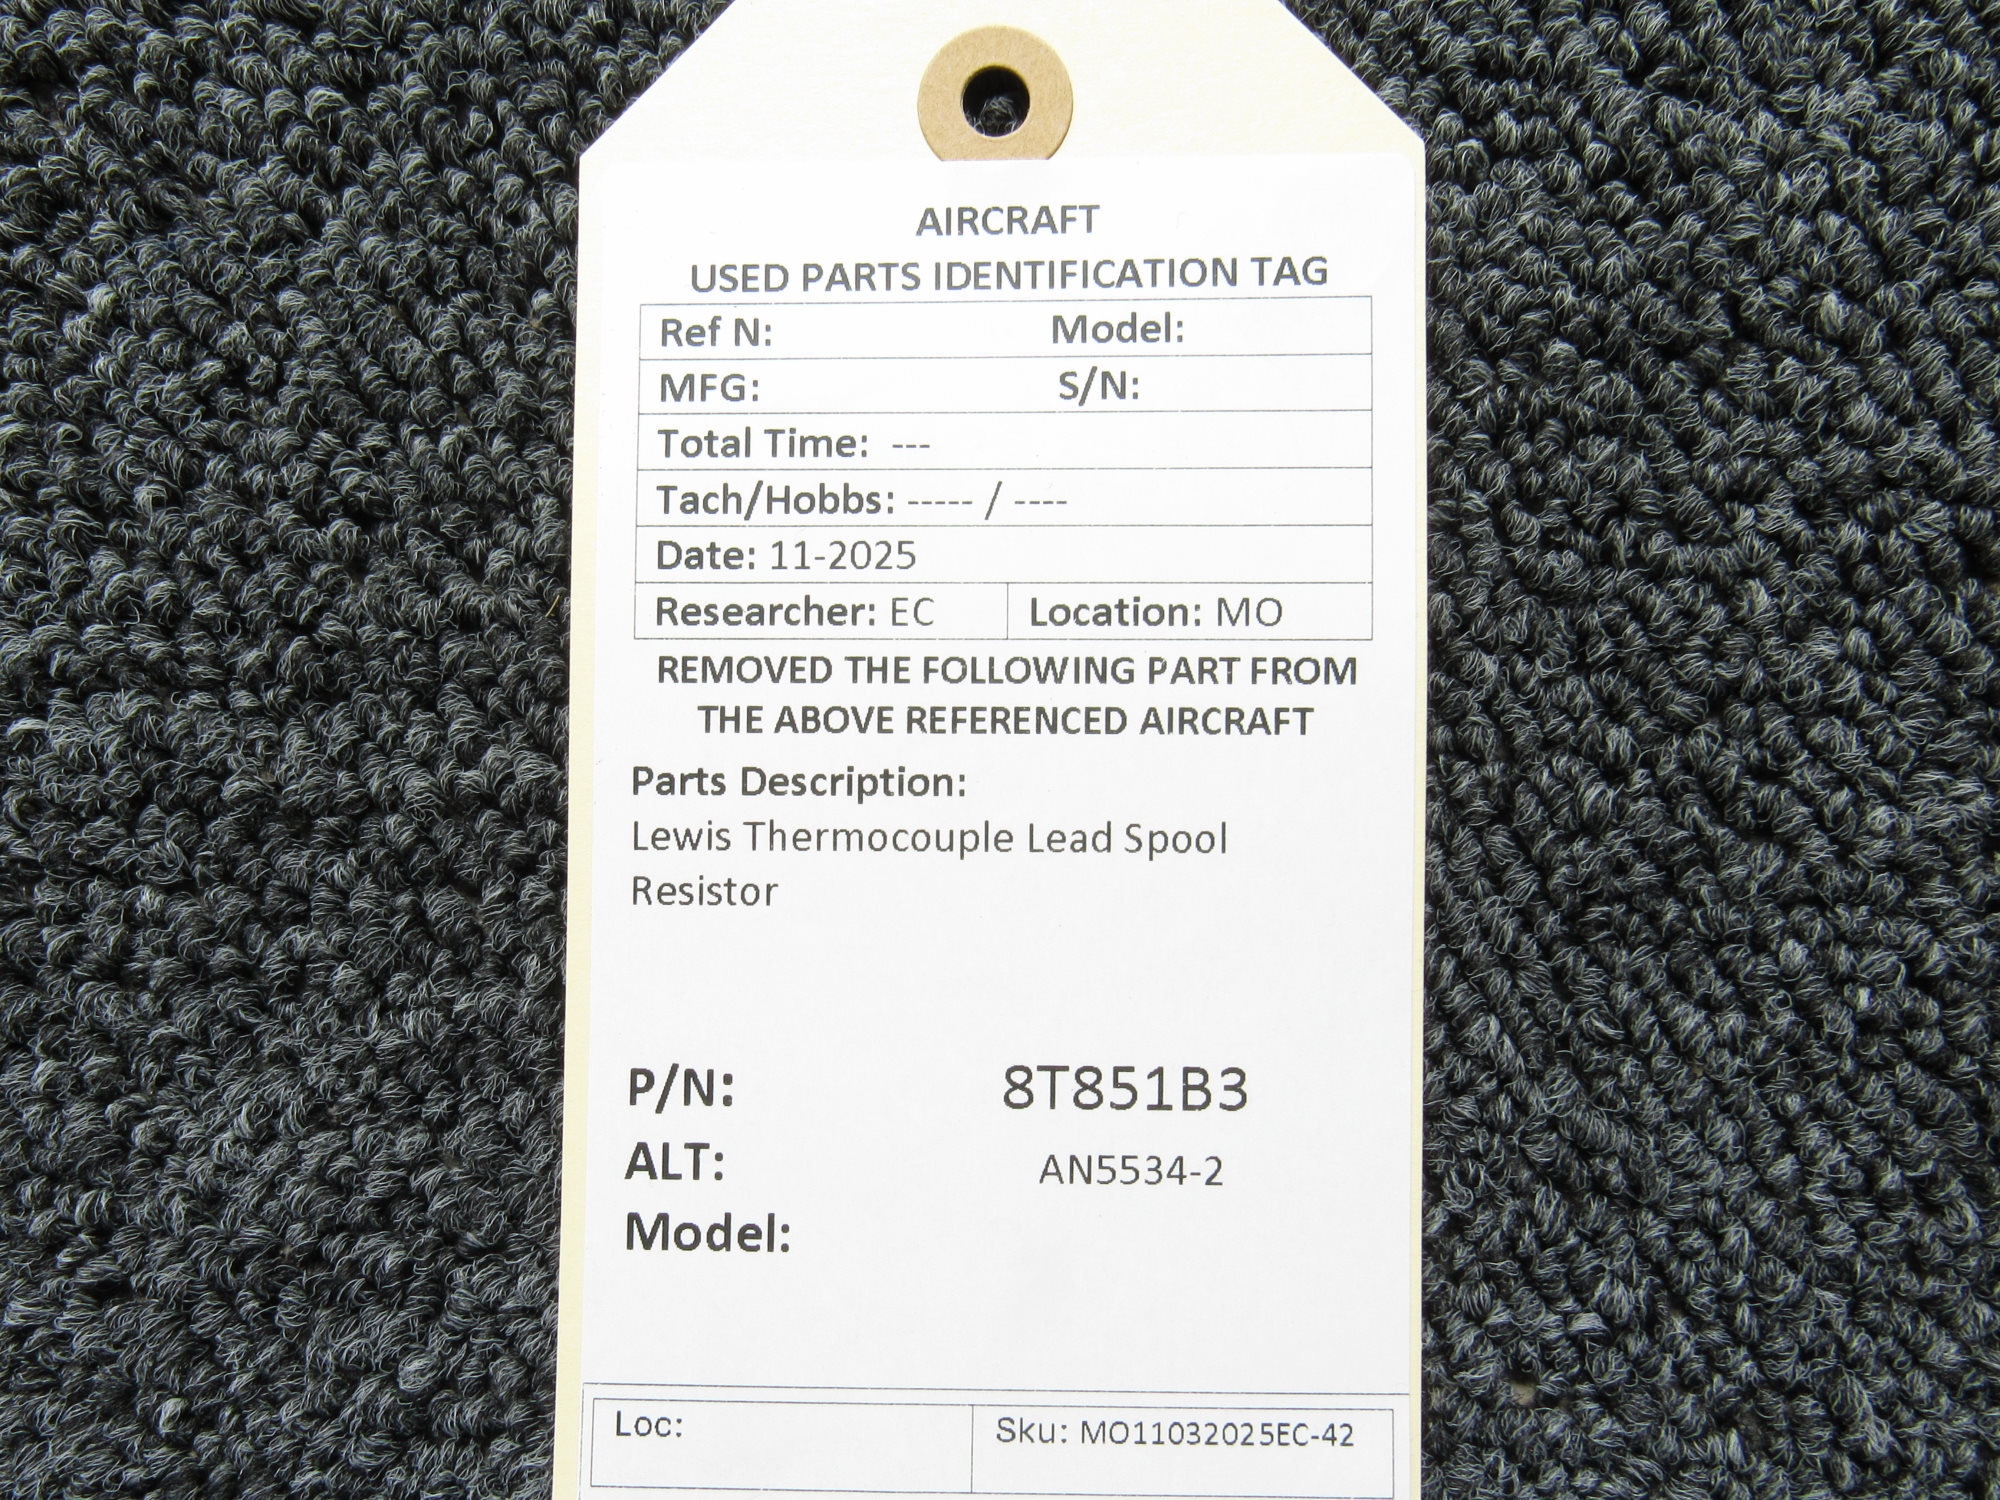 AIRCRAFT
USED PARTS IDENTIFICATION TAG
Ref N: Model:
MFG: S/N:
Total Time: ---
Tach/Hobbs: ----- / ----
Date: 11-2025
Researcher: EC Location: MO
REMOVED THE FOLLOWING PART FROM
THE ABOVE REFERENCED AIRCRAFT
Parts Description:
Lewis Thermocouple Lead Spool
Resistor
P/N: 8T851B3
ALT: AN5534-2
Model:
Loc: Sku: MO11032025EC-42